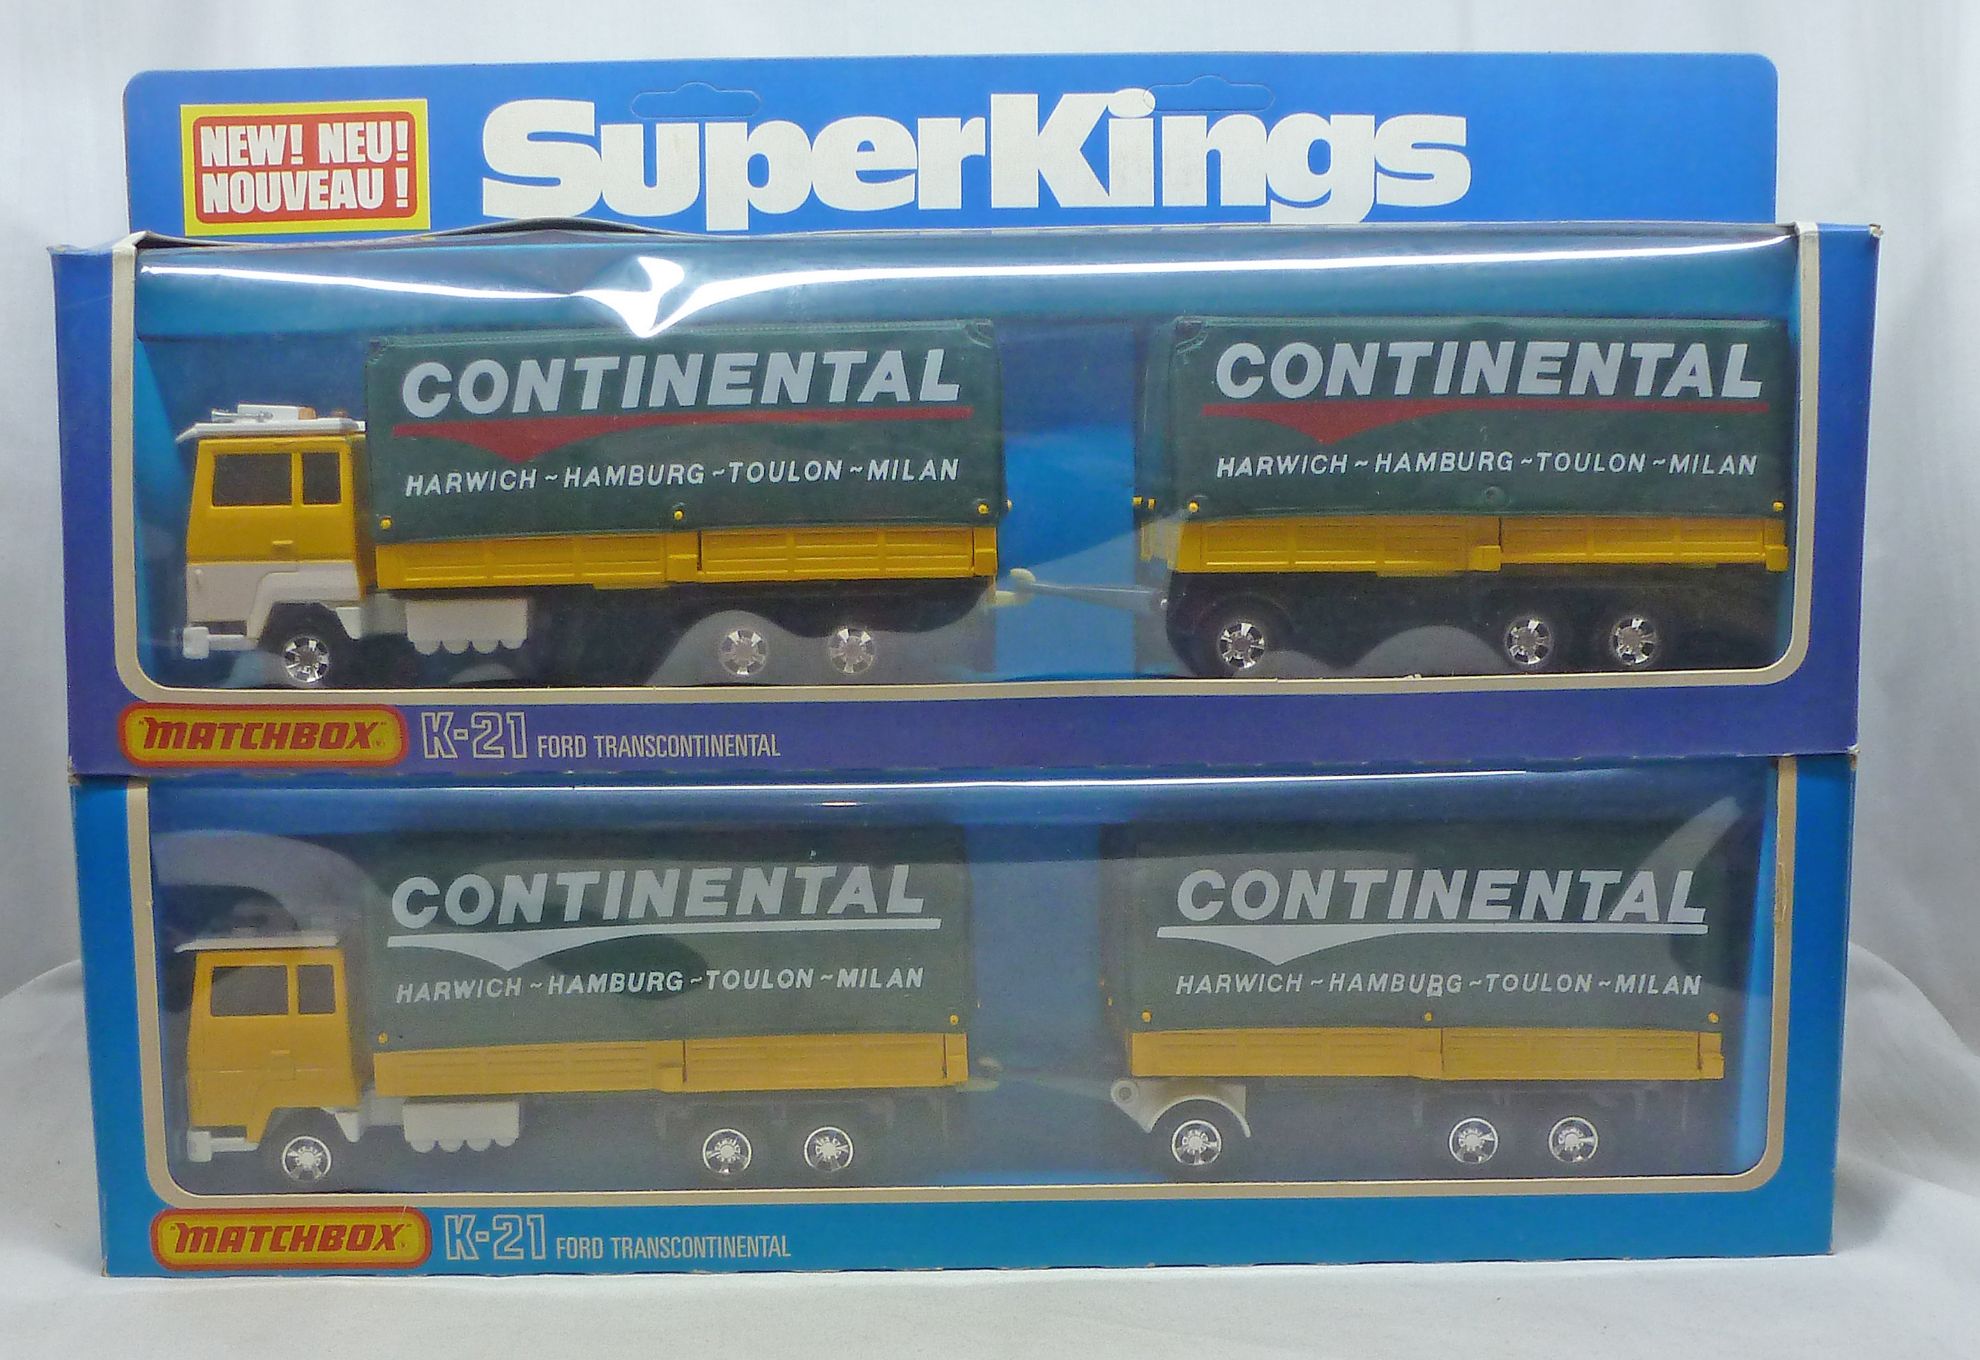 NEW! NEU!
NOUVEAU!
SuperKings
CONTINENTAL
HARWICH~HAMBURG~TOULON~MILAN
CONTINENTAL
HARWICH~HAMBURG~TOULON~MILAN
"MATCHBOX" K-21 FORD TRANSCONTINENTAL
CONTINENTAL
HARWICH~HAMBURG~TOULON~MILAN
CONTINENTAL
HARWICH~HAMBURG~TOULON~MILAN
"MATCHBOX" K-21 FORD TRANSCONTINENTAL